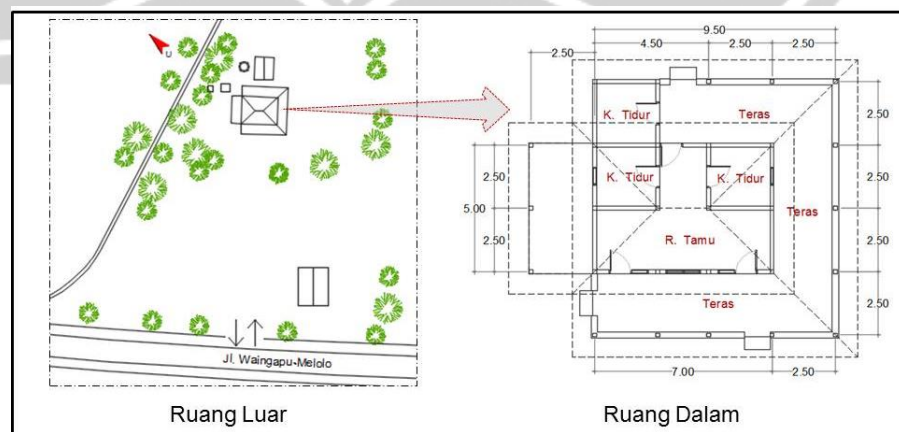 U
Jl. Waingapu-Melolo
Ruang Luar
9.50
2.50
4.50
2.50
2.50
K. Tidur
Teras
2.50
2.50
K. Tidur
K. Tidur
2.50
5.00
Teras
2.50
R. Tamu
2.50
Teras
2.50
7.00
2.50
Ruang Dalam